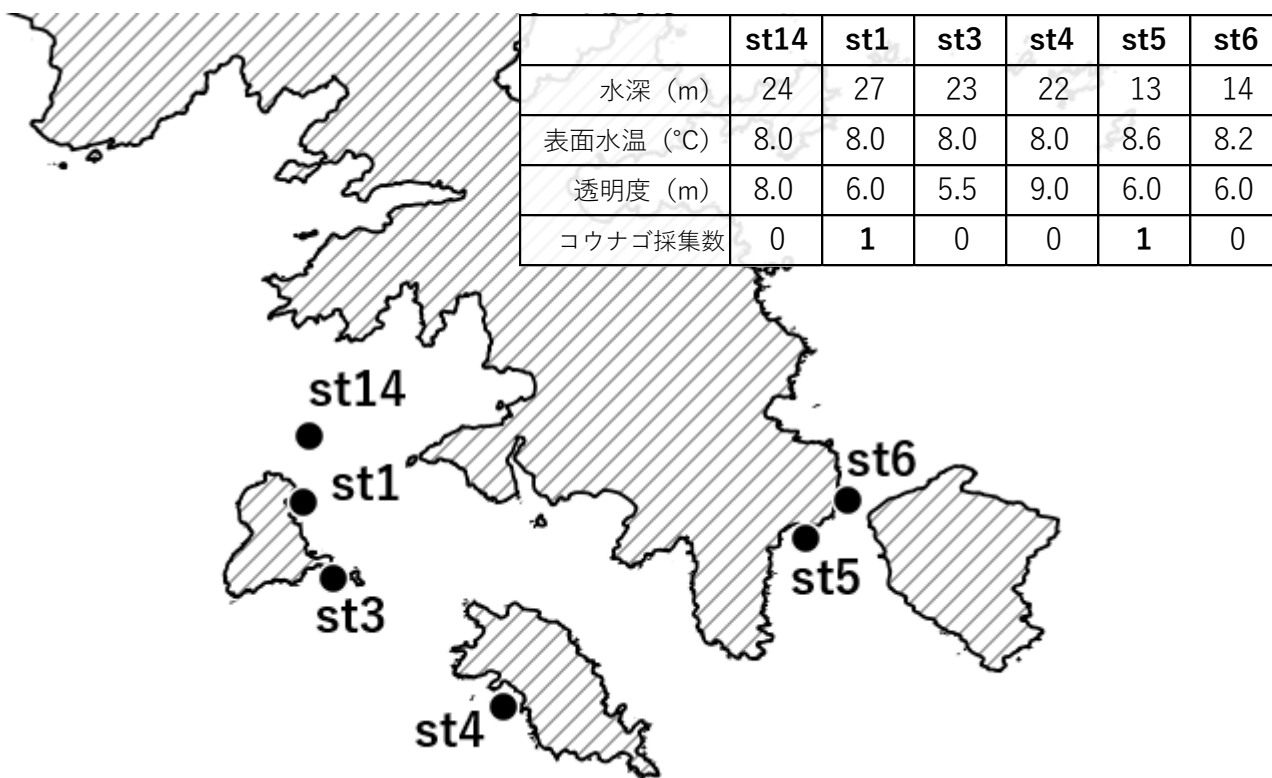 st14 st1 st3 st4 st5 st6
水深（m） 24 27 23 22 13 14
表面水温（℃） 8.0 8.0 8.0 8.0 8.6 8.2
透明度（m） 8.0 6.0 5.5 9.0 6.0 6.0
コウナゴ採集数 0 1 0 0 1 0
st14
st1
st6
st5
st3
st4